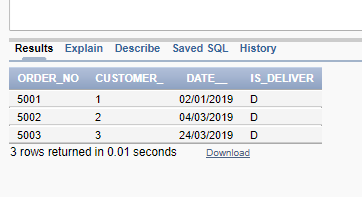 Results Explain Describe Saved SQL History
ORDER_NO CUSTOMER_ DATE__ IS_DELIVER
5001 1 02/01/2019 D
5002 2 04/03/2019 D
5003 3 24/03/2019 D
3 rows returned in 0.01 seconds Download